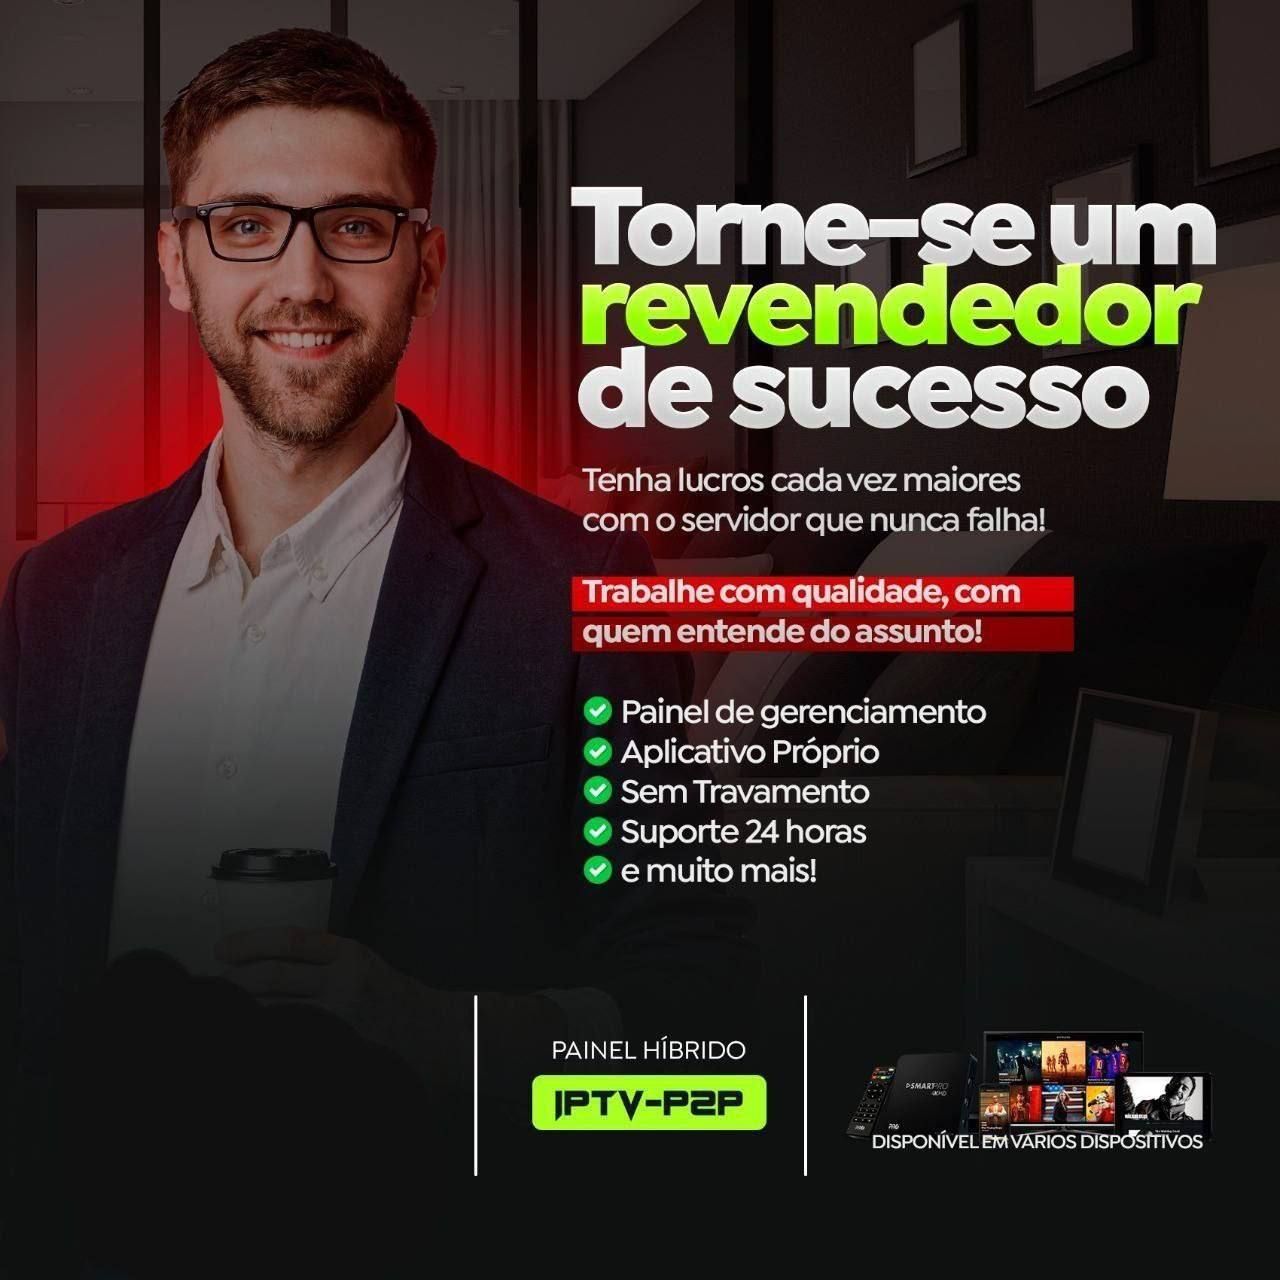 Torne-se um
revendedor
de sucesso
Tenha lucros cada vez maiores
com o servidor que nunca falha!
Trabalhe com qualidade, com
quem entende do assunto!
Painel de gerenciamento
Aplicativo Próprio
Sem Travamento
Suporte 24 horas
e muito mais!
PAINEL HÍBRIDO
IPTV-P2P
SMARTPRO
4K HD
DISPONÍVEL EM VARIOS DISPOSITIVOS